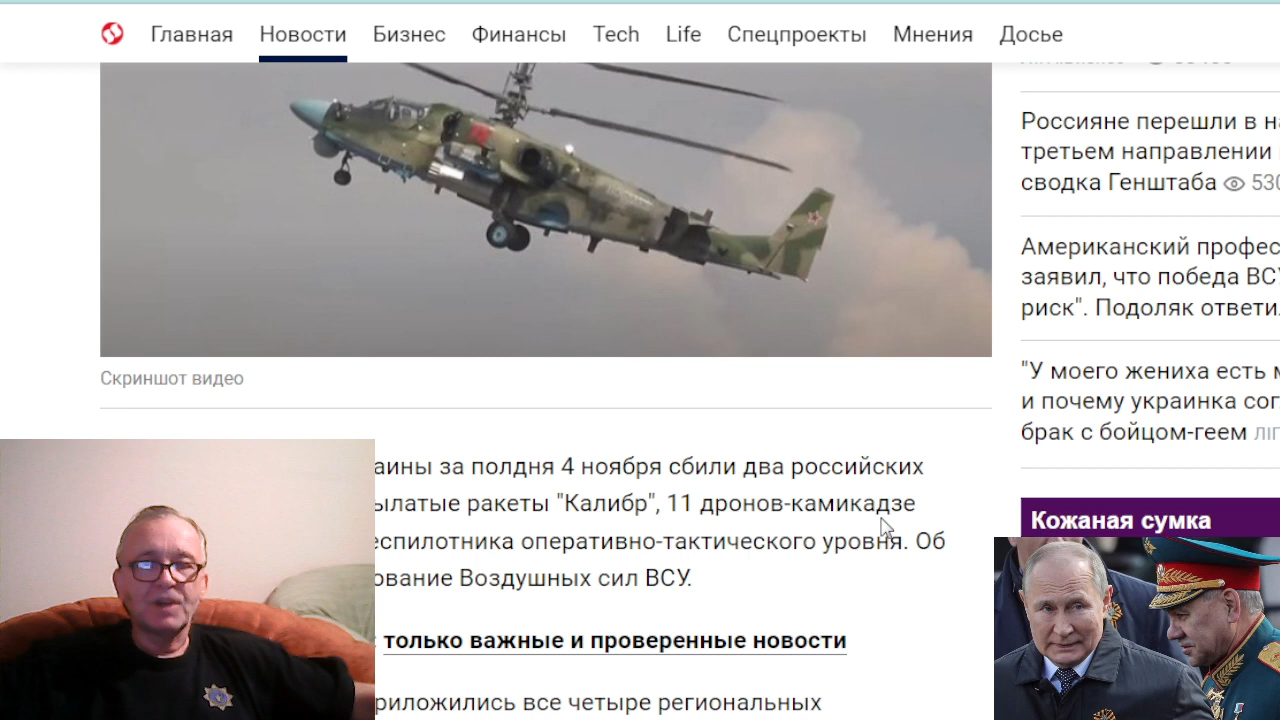 Главная Новости Бизнес Финансы Tech Life Спецпроекты Мнения Досье
Скриншот видео
аины за полдня 4 ноября сбили два российских
ылатые ракеты "Калибр", 11 дронов-камикадзе
еспилотника оперативно-тактического уровня. Об
ование Воздушных сил ВСУ.
только важные и проверенные новости
риложились все четыре региональных
Россияне перешли в на
третьем направлении
сводка Генштаба 530
Американский профес
заявил, что победа ВСУ
риск". Подоляк ответи
"У моего жениха есть м
и почему украинка сог
брак с бойцом-геем ЛІГ
Кожаная сумка